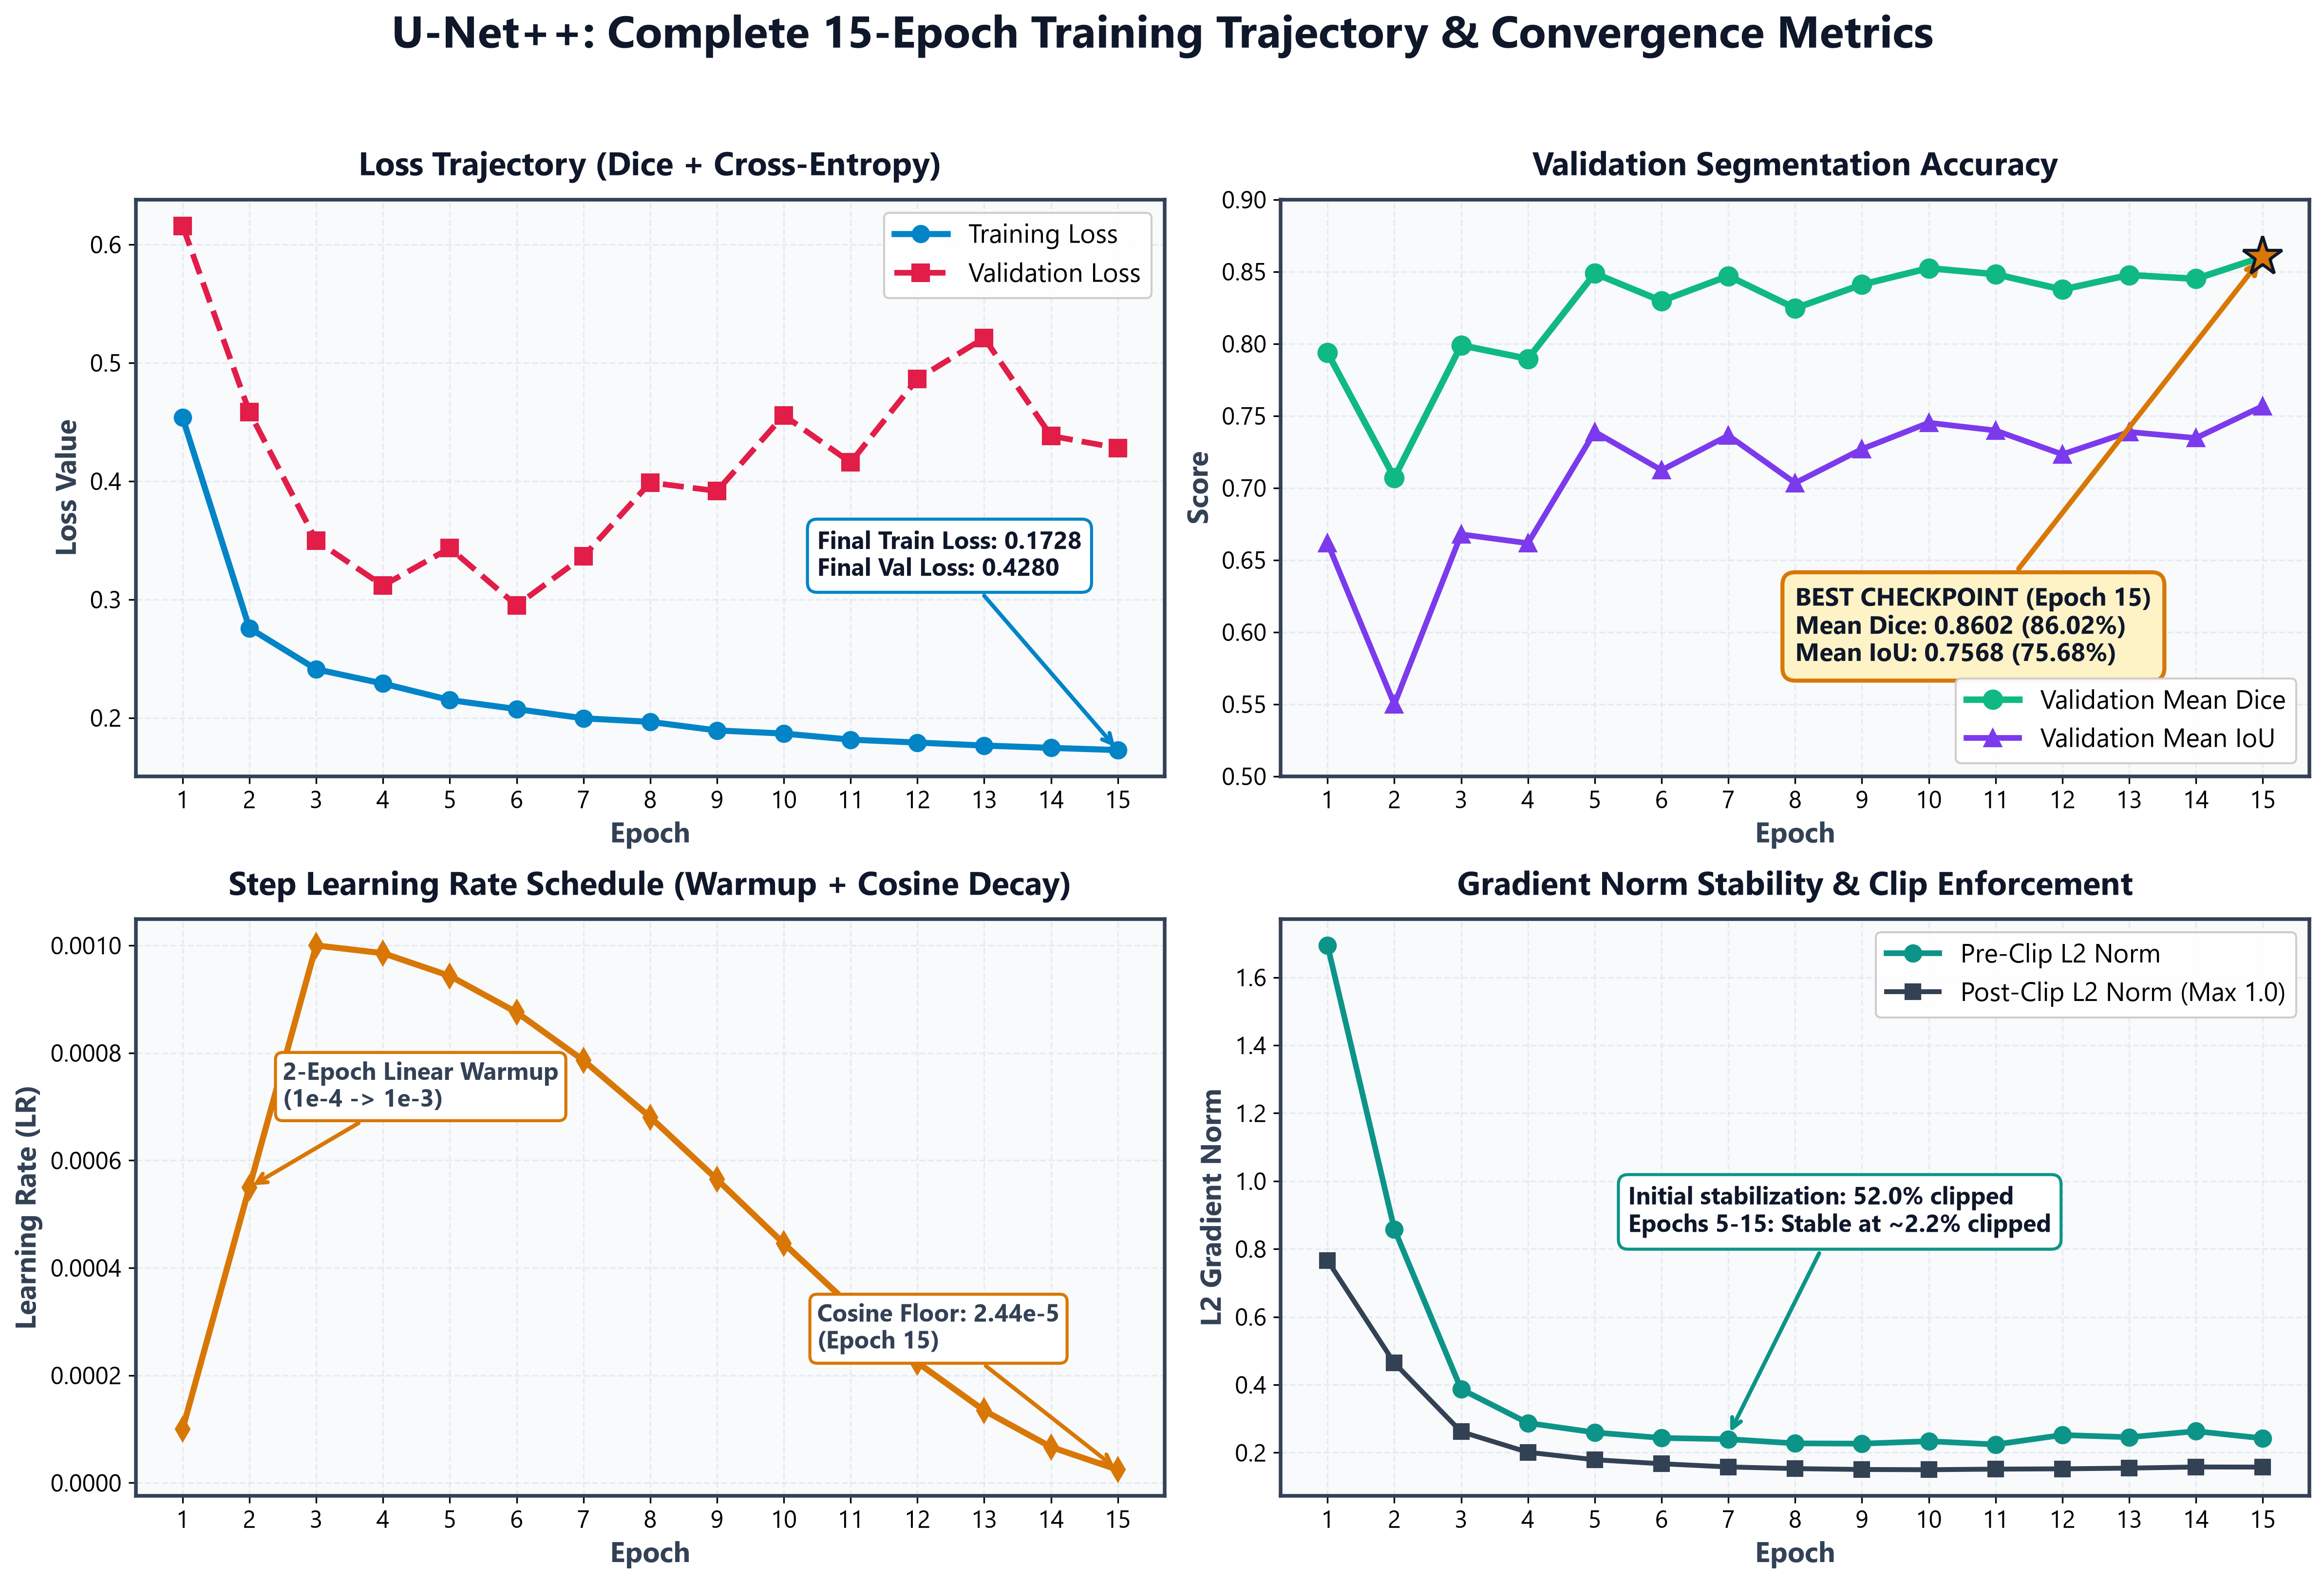 U-Net++: Complete 15-Epoch Training Trajectory & Convergence Metrics
Loss Trajectory (Dice + Cross-Entropy)
Loss Value
0.6
0.5
0.4
0.3
0.2
Training Loss
Validation Loss
Final Train Loss: 0.1728
Final Val Loss: 0.4280
1 2 3 4 5 6 7 8 9 10 11 12 13 14 15
Epoch
Validation Segmentation Accuracy
Score
0.90
0.85
0.80
0.75
0.70
0.65
0.60
0.55
0.50
BEST CHECKPOINT (Epoch 15)
Mean Dice: 0.8602 (86.02%)
Mean IoU: 0.7568 (75.68%)
Validation Mean Dice
Validation Mean IoU
1 2 3 4 5 6 7 8 9 10 11 12 13 14 15
Epoch
Step Learning Rate Schedule (Warmup + Cosine Decay)
Learning Rate (LR)
0.0010
0.0008
0.0006
0.0004
0.0002
0.0000
2-Epoch Linear Warmup
(1e-4 -> 1e-3)
Cosine Floor: 2.44e-5
(Epoch 15)
1 2 3 4 5 6 7 8 9 10 11 12 13 14 15
Epoch
Gradient Norm Stability & Clip Enforcement
L2 Gradient Norm
1.6
1.4
1.2
1.0
0.8
0.6
0.4
0.2
Pre-Clip L2 Norm
Post-Clip L2 Norm (Max 1.0)
Initial stabilization: 52.0% clipped
Epochs 5-15: Stable at ~2.2% clipped
1 2 3 4 5 6 7 8 9 10 11 12 13 14 15
Epoch